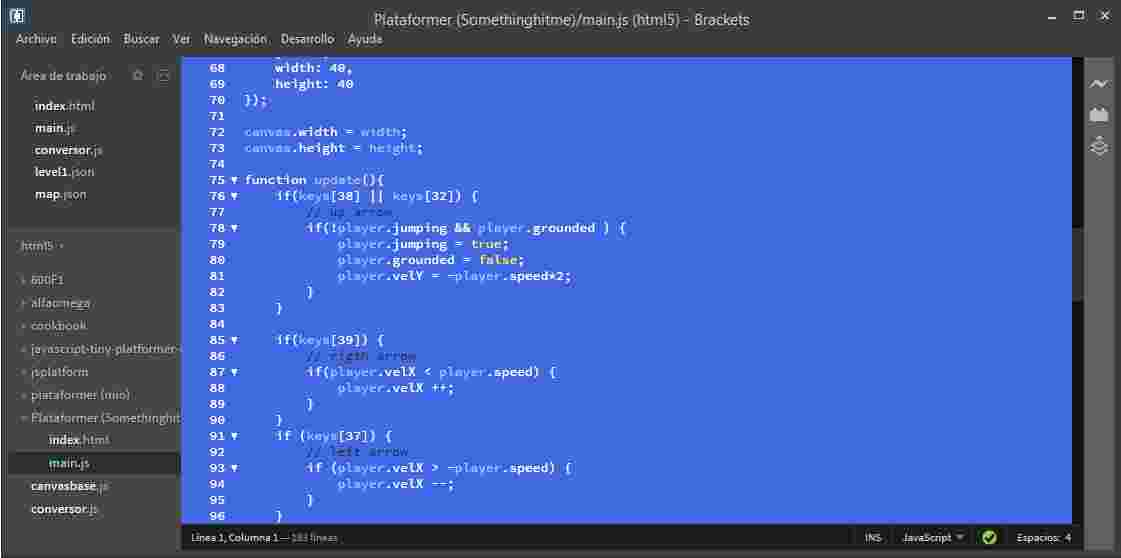 Plataformer (Somethinghitme)/main.js (html5) - Brackets
Archivo Edición Buscar Ver Navegación Desarrollo Ayuda
Área de trabajo
index.html
main.js
conversor.js
level1.json
map.json
html5
600F1
alfaomega
cookbook
javascript-tiny-platformer-
jsplatform
plataformer (mio)
Plataformer (Somethinghit
index.html
main.js
canvasbase.js
conversor.js
68 width: 40,
69 height: 40
70 });
71
72 canvas.width = width;
73 canvas.height = height;
74
75 function update(){
76 if(keys[38] || keys[32]) {
77 // up arrow
78 if(!player.jumping && player.grounded ) {
79 player.jumping = true;
80 player.grounded = false;
81 player.velY = -player.speed*2;
82 }
83 }
84
85 if(keys[39]) {
86 // rigth arrow
87 if(player.velX < player.speed) {
88 player.velX ++;
89 }
90 }
91 if (keys[37]) {
92 // left arrow
93 if (player.velX > -player.speed) {
94 player.velX --;
95 }
96 }
Línea 1, Columna 1 — 183 líneas INS JavaScript Espacios: 4